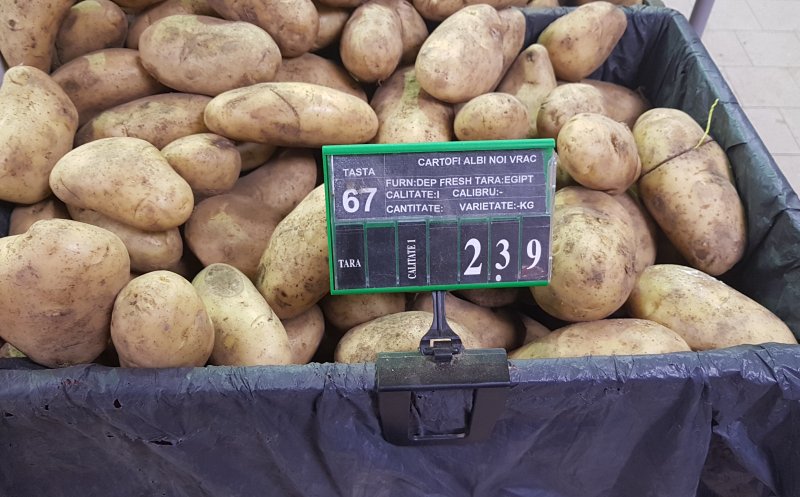 CARTOFI ALBI NOI VRAC
TASTA
67
FURN:DEP FRESH TARA:EGIPT
CALITATE:I CALIBRU:-
CANTITATE: VARIETATE:-KG
TARA CALITATE 1 2.39